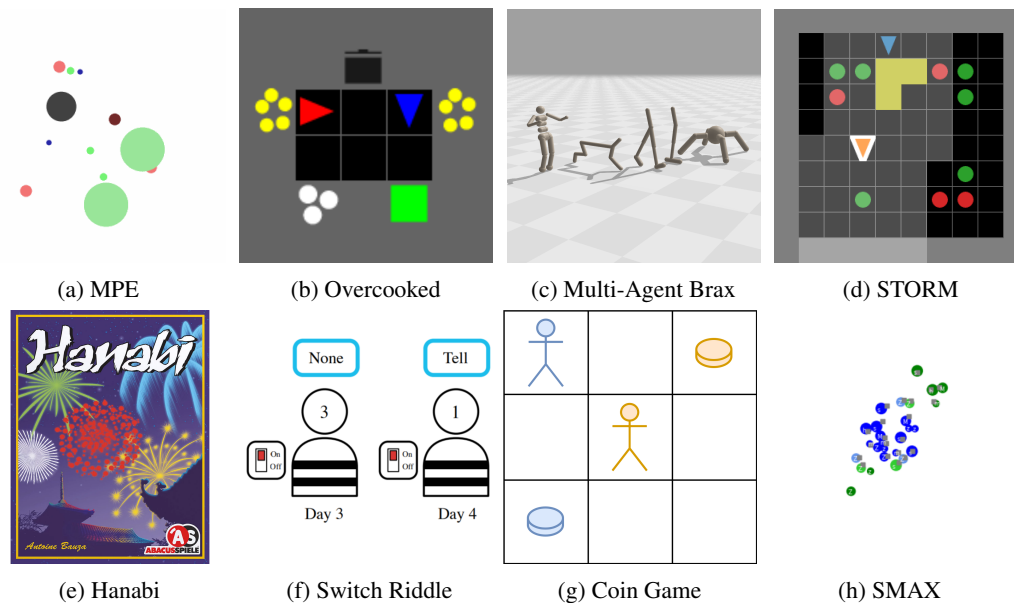 (a) MPE
(b) Overcooked
(c) Multi-Agent Brax
(d) STORM
Hanabi
Antoine Bauza
AS
ABACUSSPIELE
(e) Hanabi
None
Tell
3
1
On
Off
On
Off
Day 3
Day 4
(f) Switch Riddle
(g) Coin Game
(h) SMAX